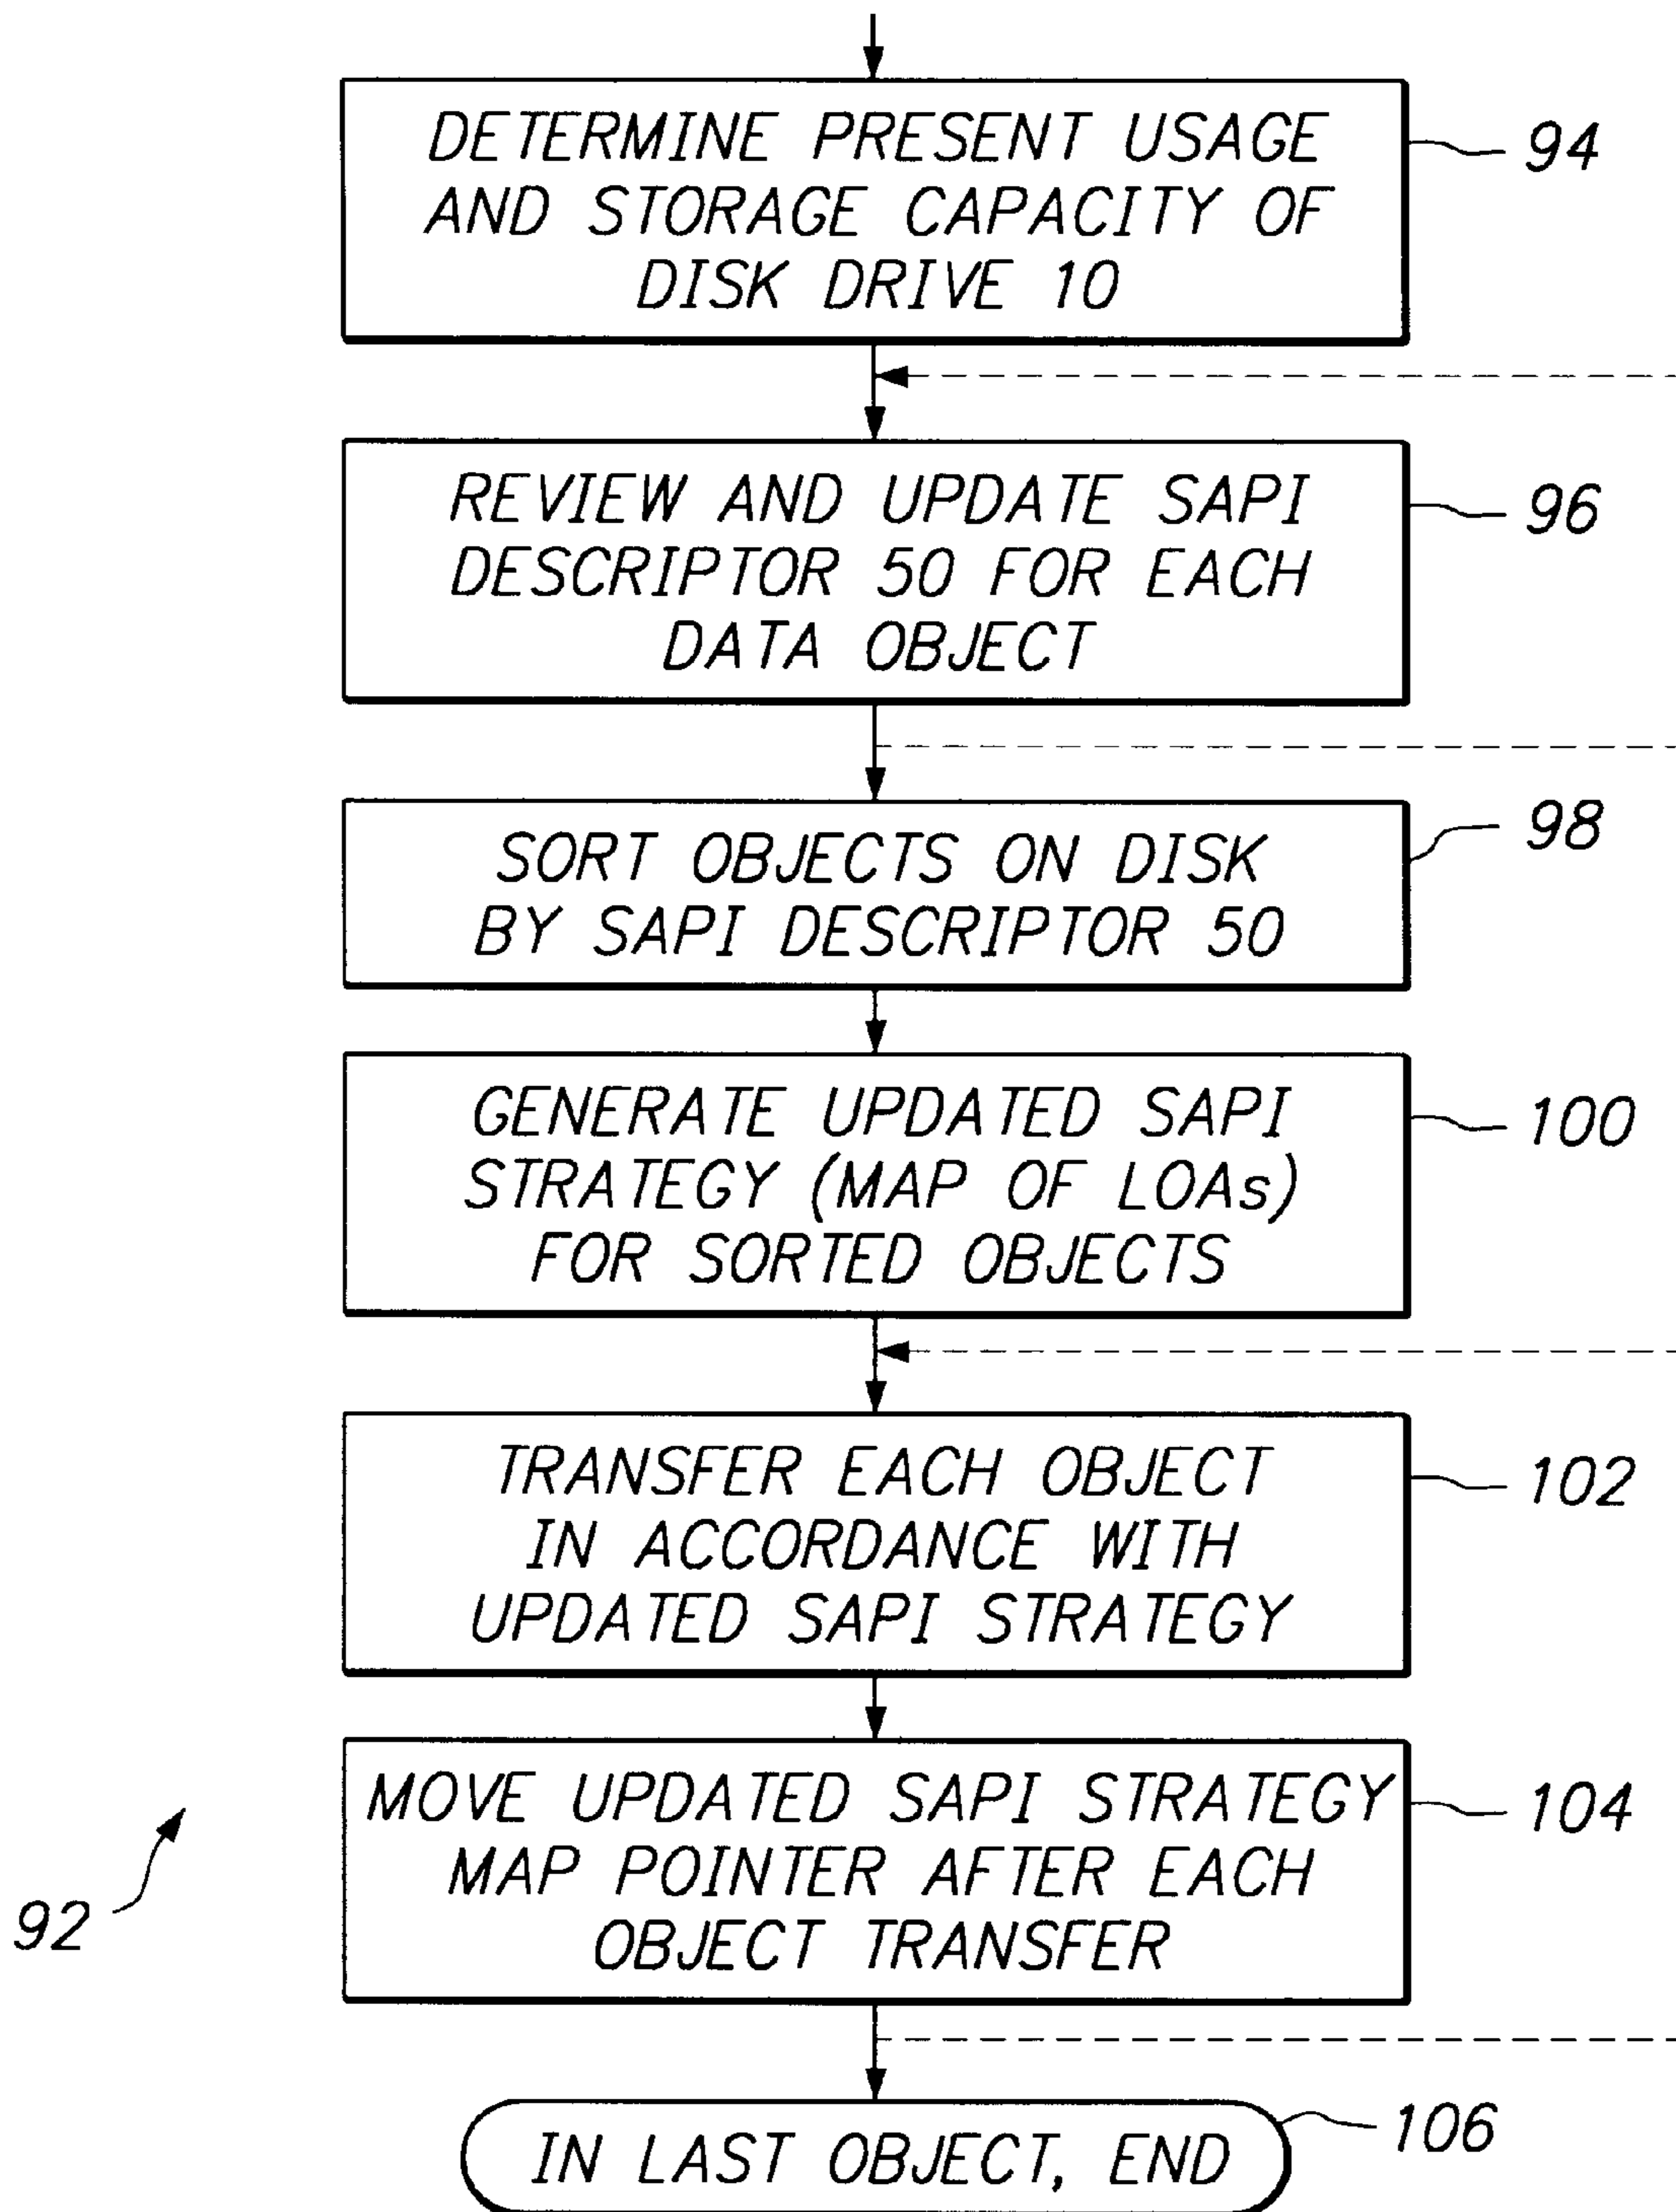 DETERMINE PRESENT USAGE
AND STORAGE CAPACITY OF
DISK DRIVE 10
94
REVIEW AND UPDATE SAPI
DESCRIPTOR 50 FOR EACH
DATA OBJECT
96
SORT OBJECTS ON DISK
BY SAPI DESCRIPTOR 50
98
GENERATE UPDATED SAPI
STRATEGY (MAP OF LOAs)
FOR SORTED OBJECTS
100
TRANSFER EACH OBJECT
IN ACCORDANCE WITH
UPDATED SAPI STRATEGY
102
MOVE UPDATED SAPI STRATEGY
MAP POINTER AFTER EACH
OBJECT TRANSFER
104
92
IN LAST OBJECT, END
106